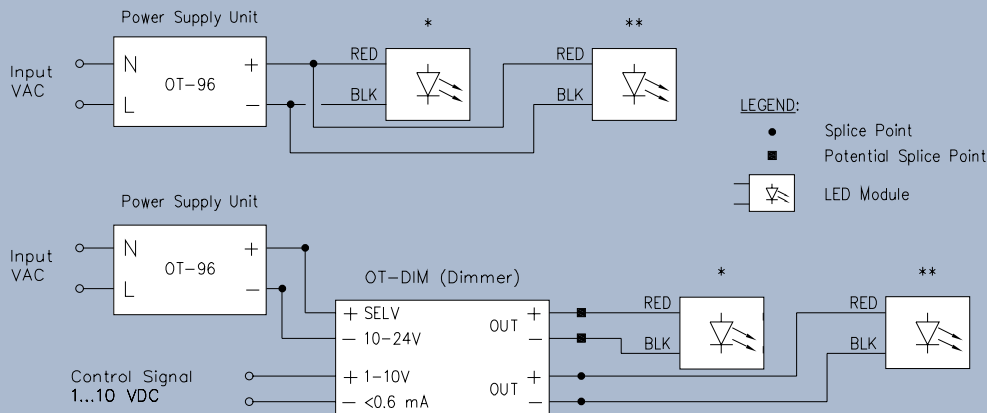 Power Supply Unit
*
**
Input
VAC
N
L
OT-96
+
−
RED
BLK
RED
BLK
LEGEND:
Splice Point
Potential Splice Point
LED Module
Power Supply Unit
Input
VAC
N
L
OT-96
+
−
OT-DIM (Dimmer)
*
**
+ SELV
− 10-24V
OUT
+
−
RED
BLK
RED
BLK
Control Signal
1...10 VDC
+ 1-10V
− <0.6 mA
OUT
+
−